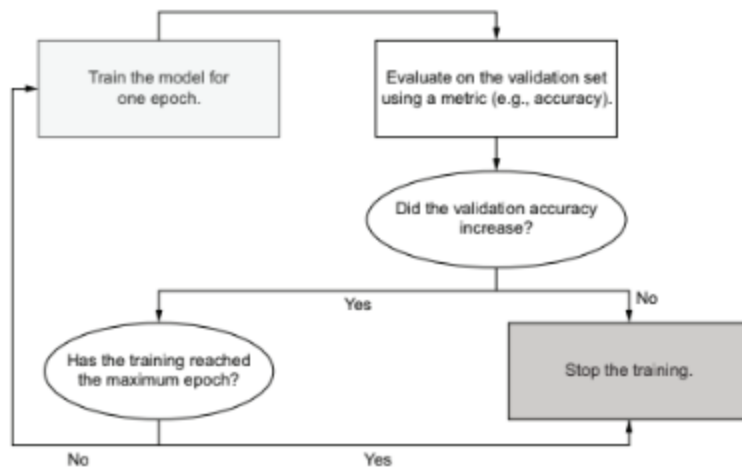 Train the model for
one epoch.
Evaluate on the validation set
using a metric (e.g., accuracy).
Did the validation accuracy
increase?
Yes
No
Has the training reached
the maximum epoch?
Stop the training.
No
Yes